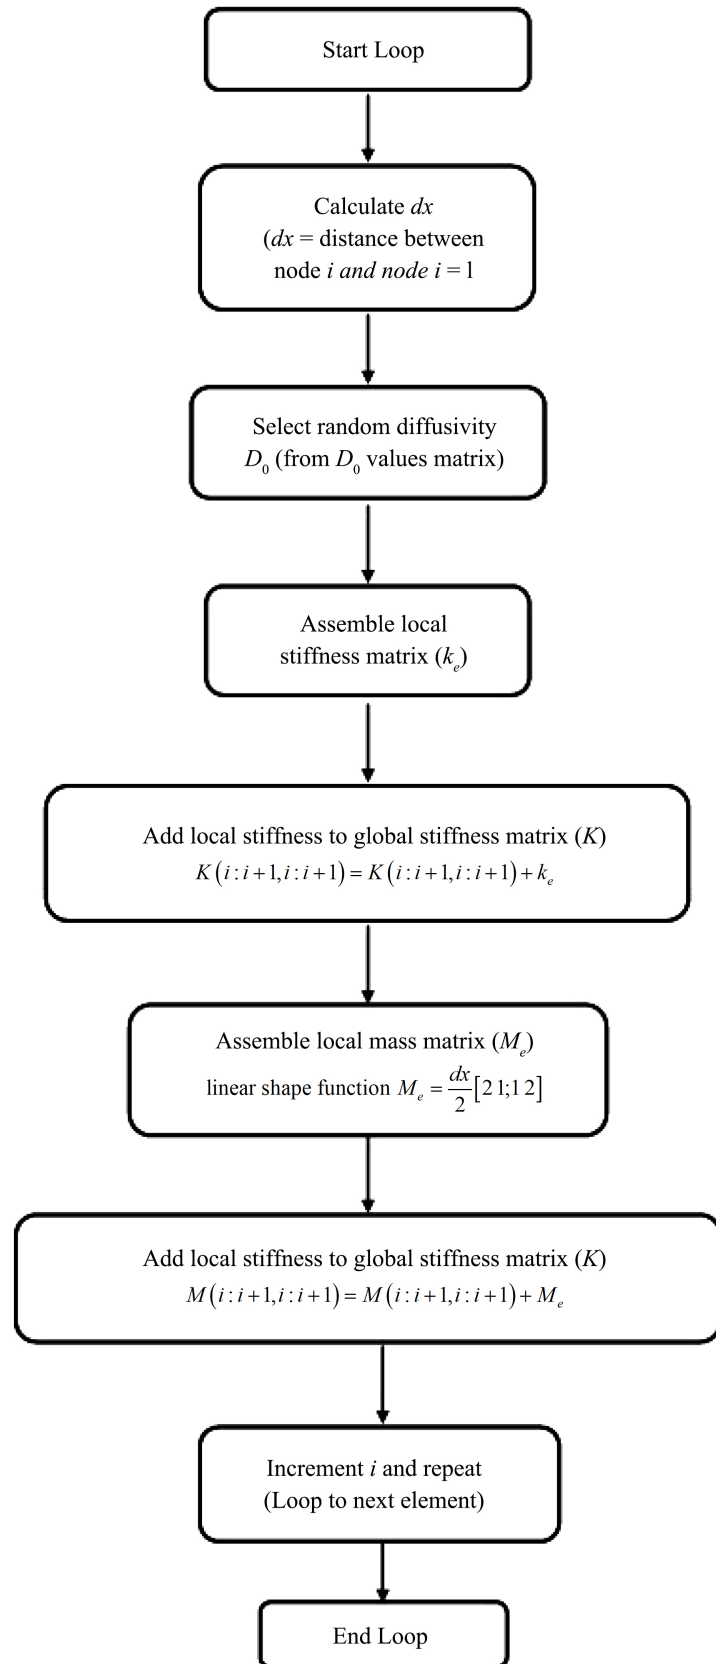 Start Loop
Calculate dx
(dx = distance between
node i and node i = 1
Select random diffusivity
D₀ (from D₀ values matrix)
Assemble local
stiffness matrix (kₑ)
Add local stiffness to global stiffness matrix (K)
K(i:i+1,i:i+1)=K(i:i+1,i:i+1)+kₑ
Assemble local mass matrix (Mₑ)
linear shape function Mₑ = dx/2 [2 1;1 2]
Add local stiffness to global stiffness matrix (K)
M(i:i+1,i:i+1)=M(i:i+1,i:i+1)+Mₑ
Increment i and repeat
(Loop to next element)
End Loop